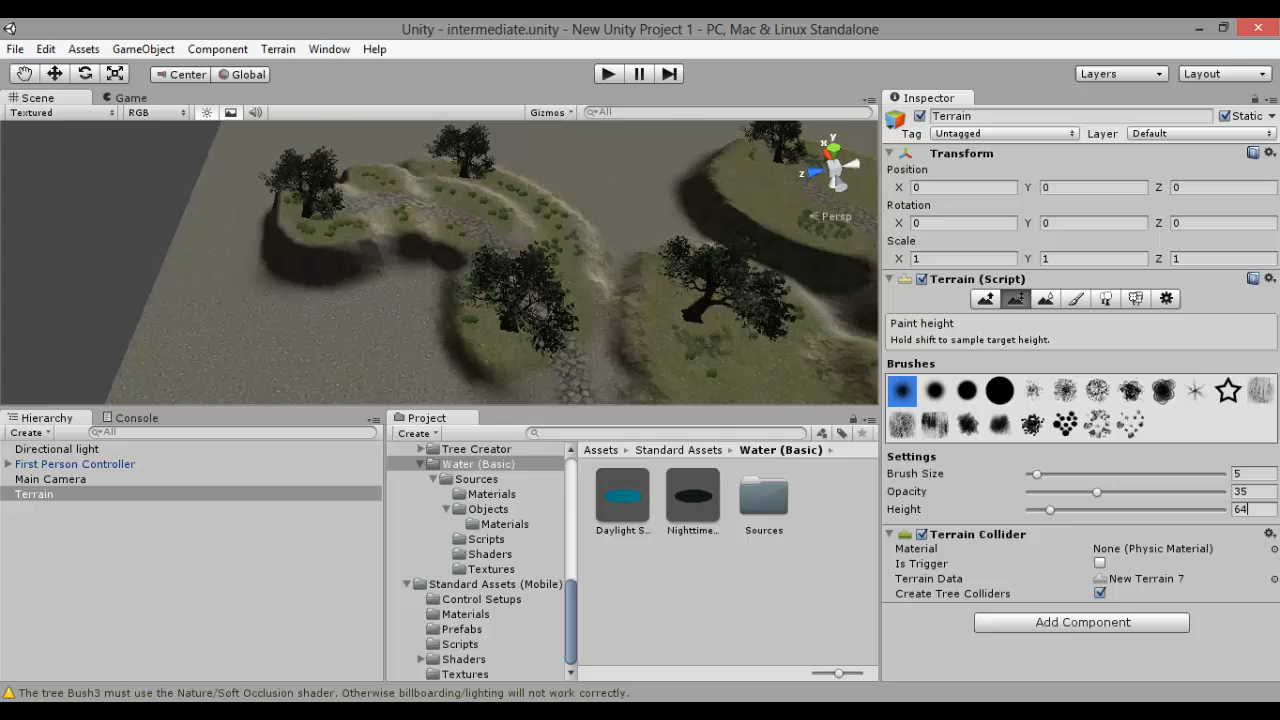 Unity - intermediate.unity - New Unity Project 1 - PC, Mac & Linux Standalone
File Edit Assets GameObject Component Terrain Window Help
Center Global Layers Layout
Scene Game
Textured RGB Gizmos All
y
x
z
Persp
Inspector
Terrain Static
Tag Untagged Layer Default
Transform
Position
X 0 Y 0 Z 0
Rotation
X 0 Y 0 Z 0
Scale
X 1 Y 1 Z 1
Terrain (Script)
Paint height
Hold shift to sample target height.
Brushes
Settings
Brush Size 5
Opacity 35
Height 64
Terrain Collider
Material None (Physic Material)
Is Trigger
Terrain Data New Terrain 7
Create Tree Colliders
Add Component
Hierarchy Console
Create All
Directional light
First Person Controller
Main Camera
Terrain
Project
Create
Tree Creator
Water (Basic)
Sources
Materials
Objects
Materials
Scripts
Shaders
Textures
Standard Assets (Mobile)
Control Setups
Materials
Prefabs
Scripts
Shaders
Textures
Assets Standard Assets Water (Basic)
Daylight S... Nighttime... Sources
The tree Bush3 must use the Nature/Soft Occlusion shader. Otherwise billboarding/lighting will not work correctly.